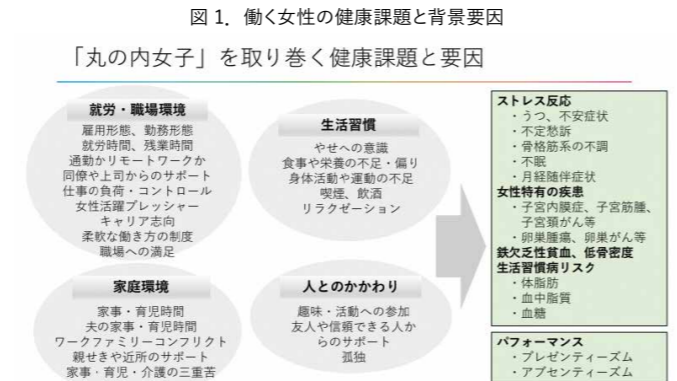 図 1． 働く女性の健康課題と背景要因
「丸の内女子」を取り巻く健康課題と要因
就労・職場環境
雇用形態、勤務形態
就労時間、残業時間
通勤かリモートワークか
同僚や上司からのサポート
仕事の負荷・コントロール
女性活躍プレッシャー
キャリア志向
柔軟な働き方の制度
職場への満足
生活習慣
やせへの意識
食事や栄養の不足・偏り
身体活動や運動の不足
喫煙、飲酒
リラクゼーション
家庭環境
家事・育児時間
夫の家事・育児時間
ワークファミリーコンフリクト
親せきや近所のサポート
家事・育児・介護の三重苦
人とのかかわり
趣味・活動への参加
友人や信頼できる人か
らのサポート
孤独
ストレス反応
・うつ、不安症状
・不定愁訴
・骨格筋系の不調
・不眠
・月経随伴症状
女性特有の疾患
・子宮内膜症、子宮筋腫、
子宮頸がん等
・卵巣腫瘍、卵巣がん等
鉄欠乏性貧血、低骨密度
生活習慣病リスク
・体脂肪
・血中脂質
・血糖
パフォーマンス
・プレゼンティーズム
・アブセンティーズム